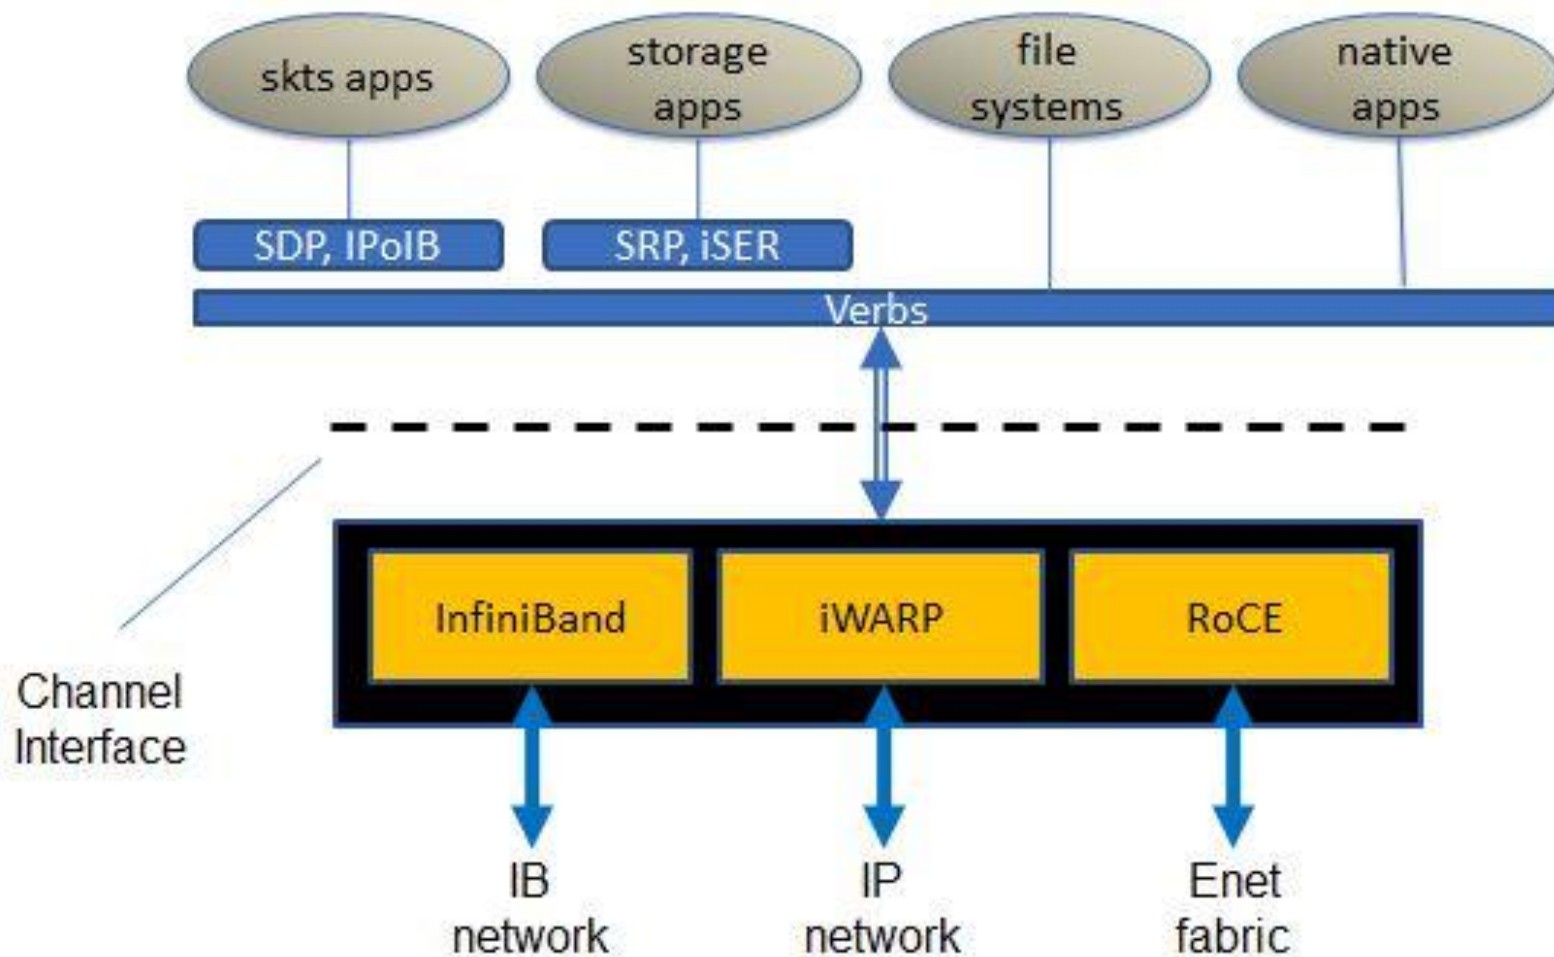 skts apps
storage
apps
file
systems
native
apps
SDP, IPoIB
SRP, iSER
Verbs
InfiniBand
iWARP
RoCE
Channel
Interface
IB
network
IP
network
Enet
fabric